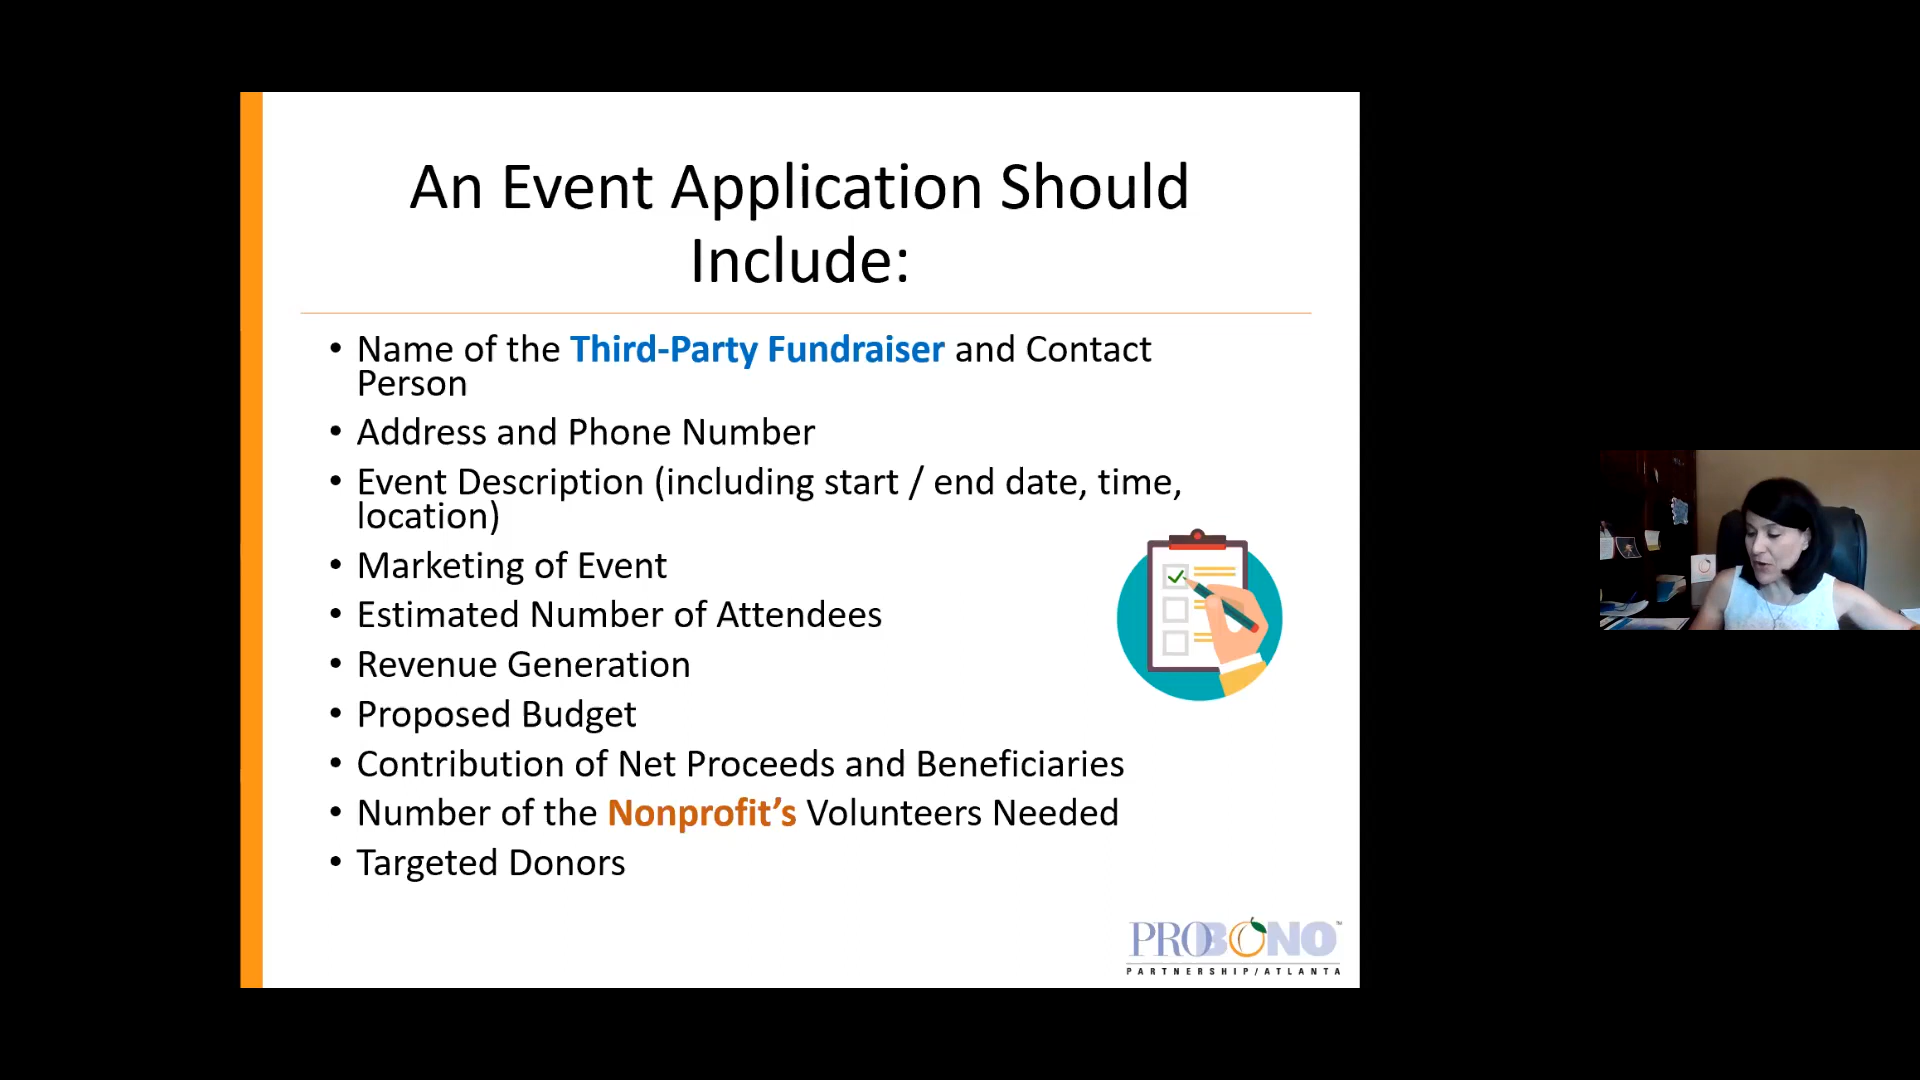 An Event Application Should
Include:
• Name of the Third-Party Fundraiser and Contact
Person
• Address and Phone Number
• Event Description (including start / end date, time,
location)
• Marketing of Event
• Estimated Number of Attendees
• Revenue Generation
• Proposed Budget
• Contribution of Net Proceeds and Beneficiaries
• Number of the Nonprofit’s Volunteers Needed
• Targeted Donors
PROBONO™
PARTNERSHIP/ATLANTA